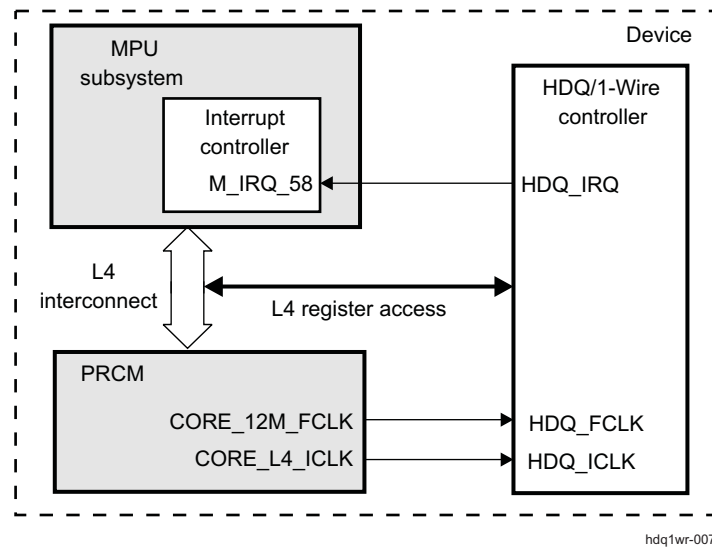 Device
MPU
subsystem
Interrupt
controller
M_IRQ_58
HDQ/1-Wire
controller
HDQ_IRQ
L4
interconnect
L4 register access
PRCM
CORE_12M_FCLK
CORE_L4_ICLK
HDQ_FCLK
HDQ_ICLK
hdq1wr-007